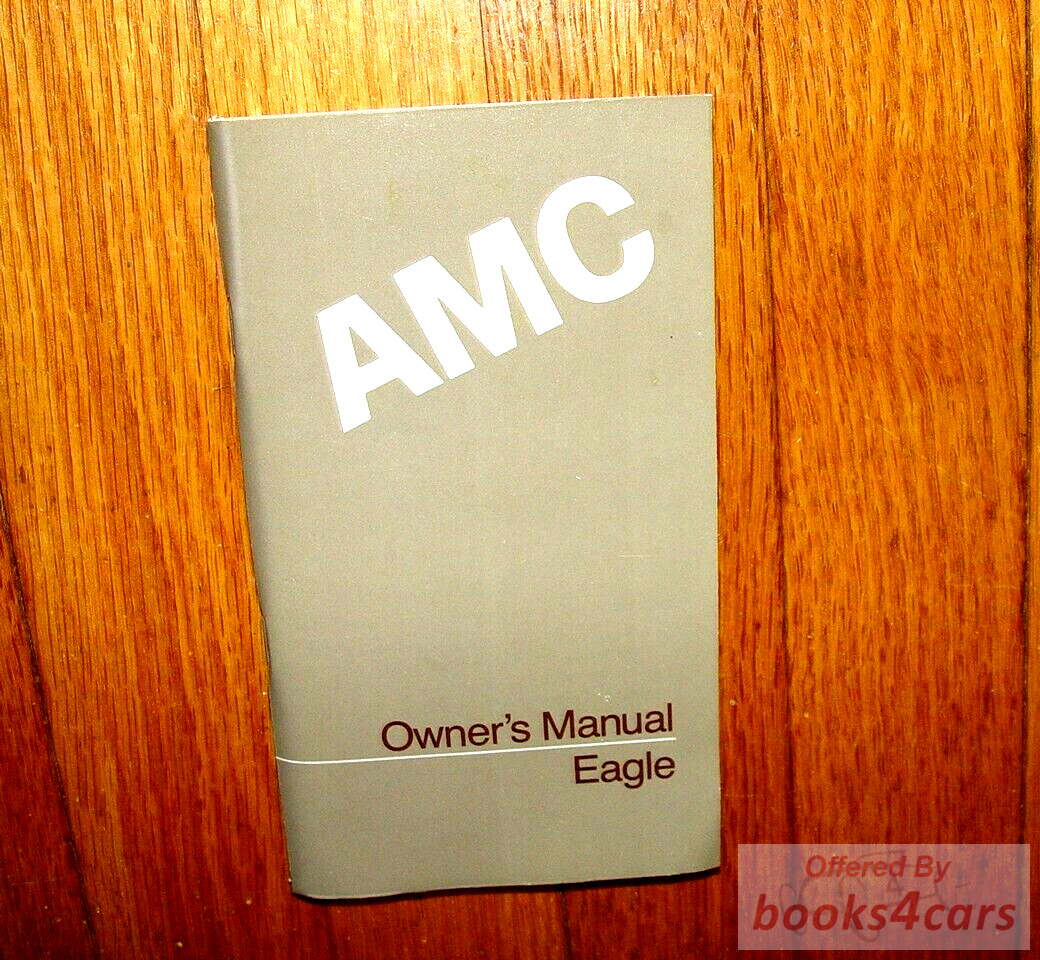 AMC
Owner's Manual
Eagle
Offered By
books4cars